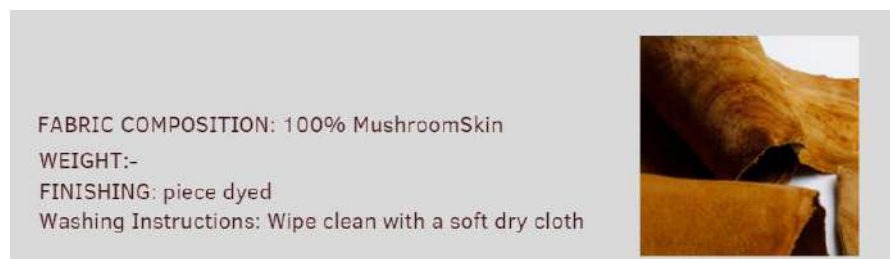 FABRIC COMPOSITION: 100% MushroomSkin
WEIGHT:-
FINISHING: piece dyed
Washing Instructions: Wipe clean with a soft dry cloth